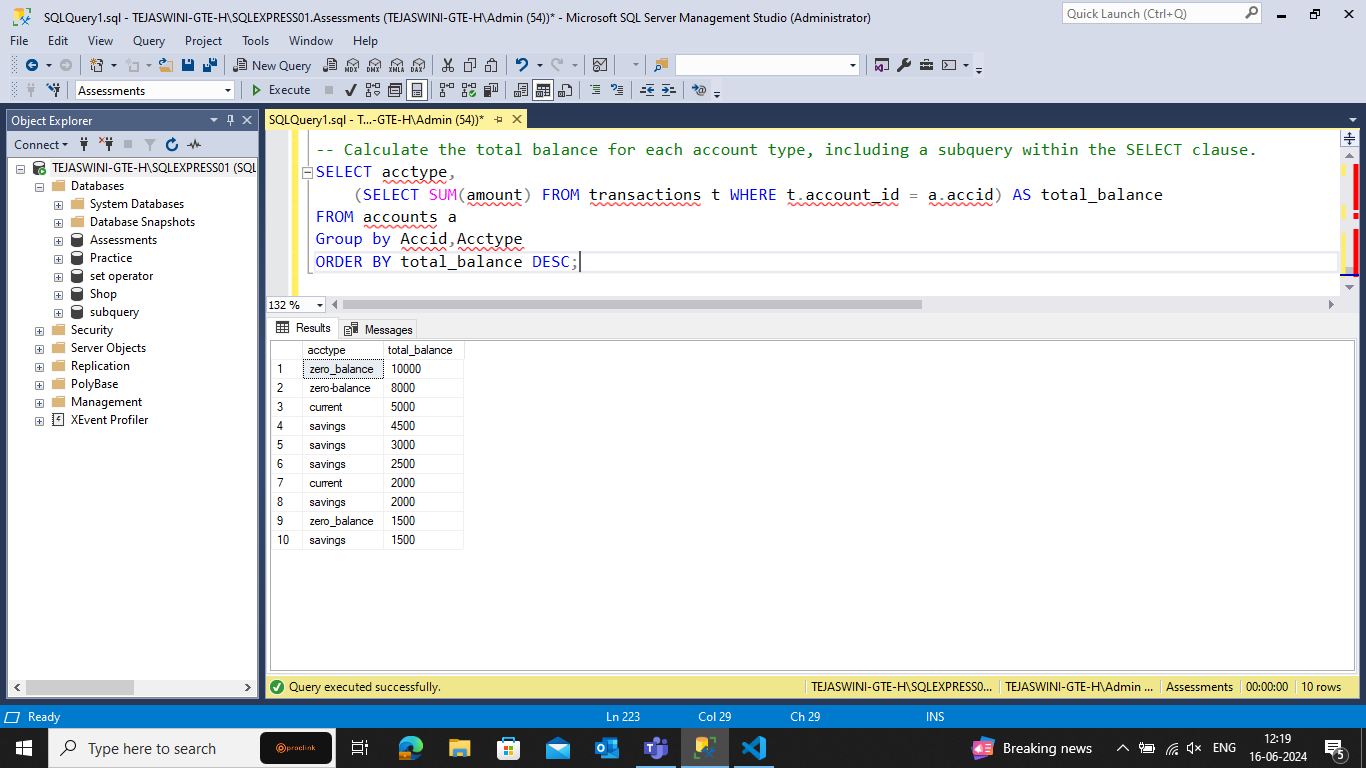 SQLQuery1.sql - TEJASWINI-GTE-H\SQLEXPRESS01.Assessments (TEJASWINI-GTE-H\Admin (54))* - Microsoft SQL Server Management Studio (Administrator)
Quick Launch (Ctrl+Q)
File Edit View Query Project Tools Window Help
New Query
MDX DMX XMLA DAX
Assessments
Execute
Object Explorer
SQLQuery1.sql - T...-GTE-H\Admin (54))*
Connect
TEJASWINI-GTE-H\SQLEXPRESS01 (SQL
Databases
System Databases
Database Snapshots
Assessments
Practice
set operator
Shop
subquery
Security
Server Objects
Replication
PolyBase
Management
XEvent Profiler
-- Calculate the total balance for each account type, including a subquery within the SELECT clause.
SELECT acctype,
(SELECT SUM(amount) FROM transactions t WHERE t.account_id = a.accid) AS total_balance
FROM accounts a
Group by Accid,Acctype
ORDER BY total_balance DESC;
132 %
Results Messages
acctype total_balance
1 zero_balance 10000
2 zero-balance 8000
3 current 5000
4 savings 4500
5 savings 3000
6 savings 2500
7 current 2000
8 savings 2000
9 zero_balance 1500
10 savings 1500
Query executed successfully.
TEJASWINI-GTE-H\SQLEXPRESS0... TEJASWINI-GTE-H\Admin ... Assessments 00:00:00 10 rows
Ready Ln 223 Col 29 Ch 29 INS
Type here to search
proclink
Breaking news
ENG
12:19
16-06-2024
5